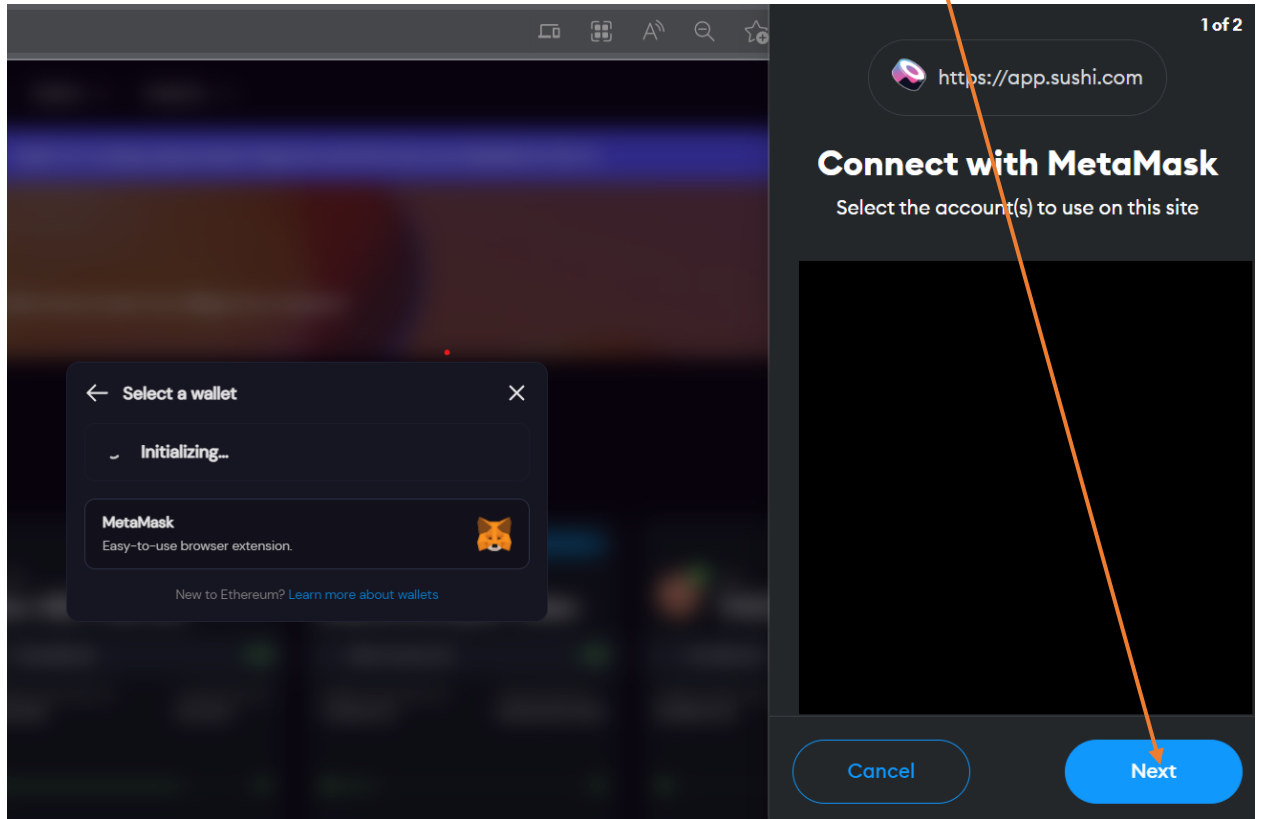 1 of 2
https://app.sushi.com
Connect with MetaMask
Select the account(s) to use on this site
Select a wallet
Initializing...
MetaMask
Easy-to-use browser extension.
New to Ethereum? Learn more about wallets
Cancel
Next